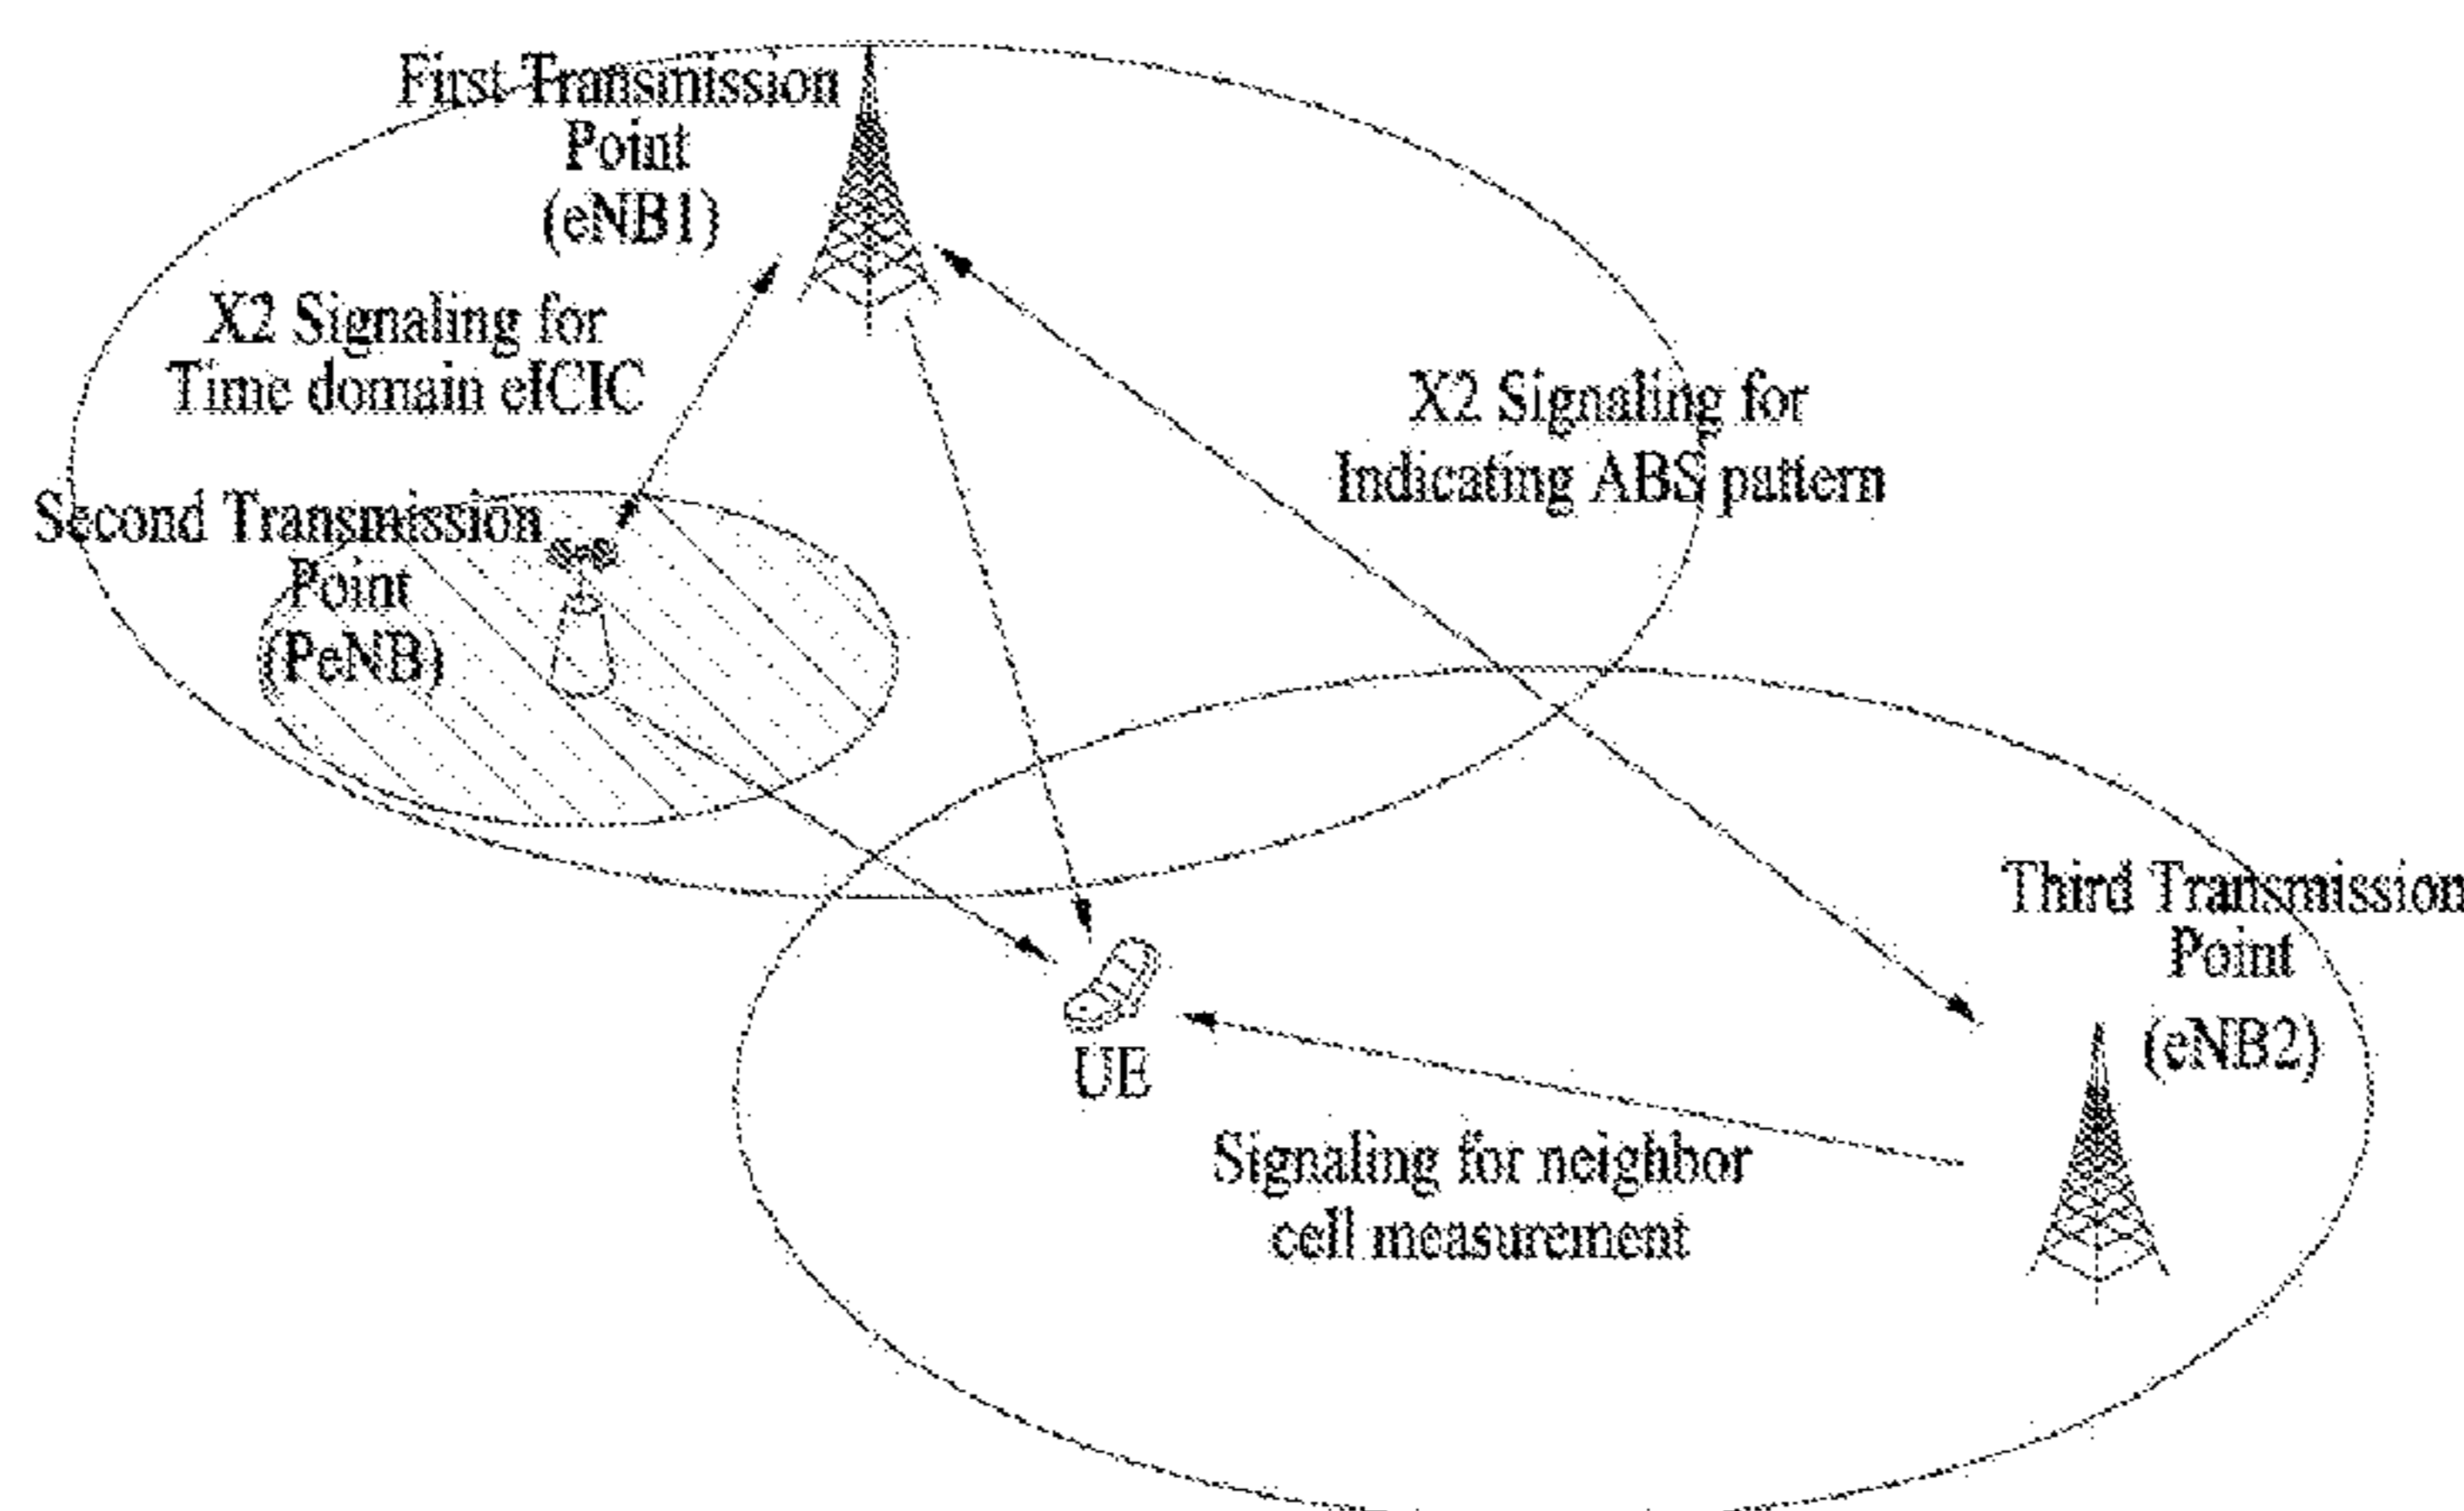 First Transmission
Point
(eNB1)
X2 Signaling for
Time domain eICIC
X2 Signaling for
Indicating ABS pattern
Second Transmission
Point
(PeNB)
Third Transmission
Point
(eNB2)
UE
Signaling for neighbor
cell measurement